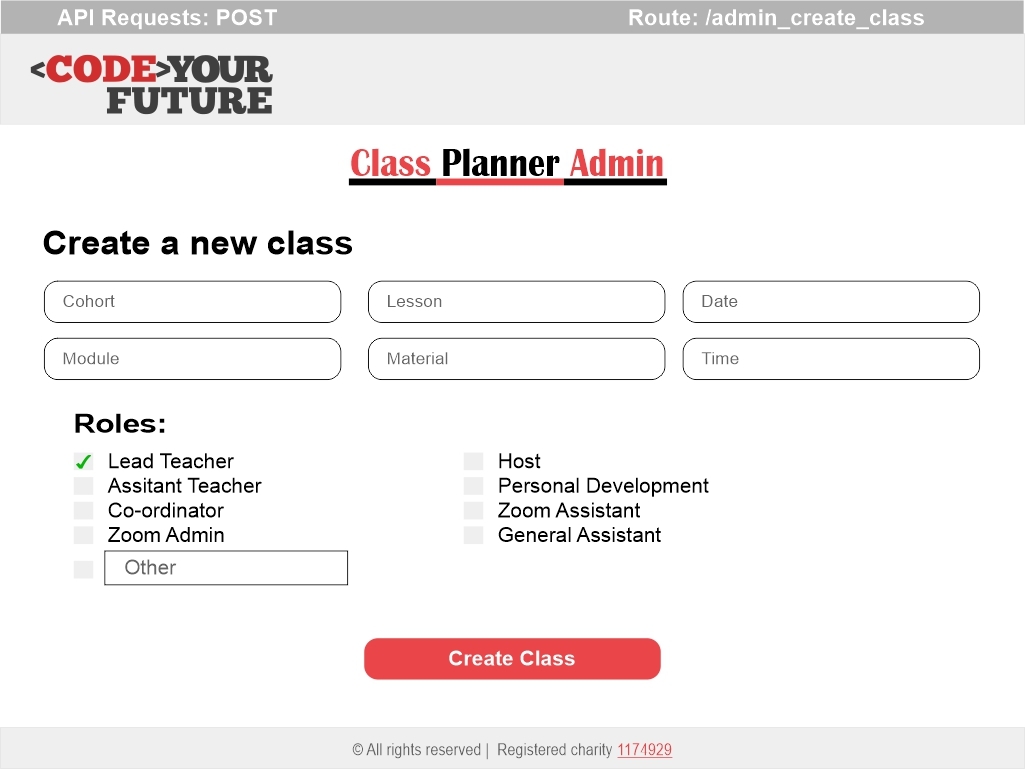 API Requests: POST Route: /admin_create_class
<CODE>YOUR
FUTURE
Class Planner Admin
Create a new class
Cohort Lesson Date
Module Material Time
Roles:
Lead Teacher Host
Assitant Teacher Personal Development
Co-ordinator Zoom Assistant
Zoom Admin General Assistant
Other
Create Class
© All rights reserved | Registered charity 1174929